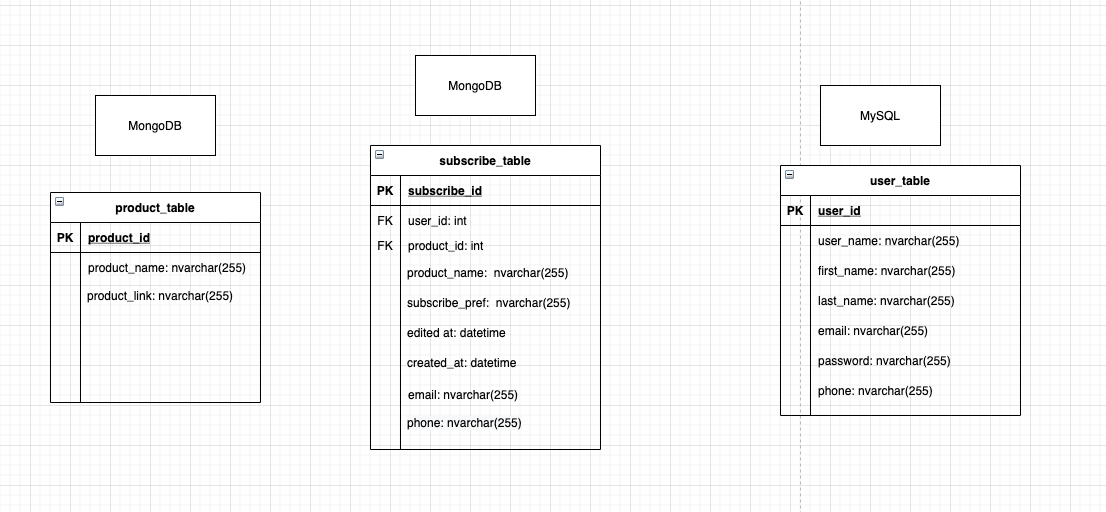 MongoDB
product_table
PK product_id
product_name: nvarchar(255)
product_link: nvarchar(255)
MongoDB
subscribe_table
PK subscribe_id
FK user_id: int
FK product_id: int
product_name: nvarchar(255)
subscribe_pref: nvarchar(255)
edited at: datetime
created_at: datetime
email: nvarchar(255)
phone: nvarchar(255)
MySQL
user_table
PK user_id
user_name: nvarchar(255)
first_name: nvarchar(255)
last_name: nvarchar(255)
email: nvarchar(255)
password: nvarchar(255)
phone: nvarchar(255)